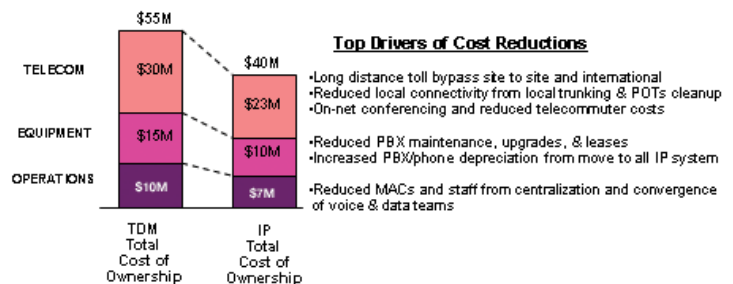 $55M
$40M
TELECOM
$30M
$23M
EQUIPMENT
$15M
$10M
OPERATIONS
$10M
$7M
TDM
Total
Cost of
Ownership
IP
Total
Cost of
Ownership
Top Drivers of Cost Reductions
•Long distance toll bypass site to site and international
•Reduced local connectivity from local trunking & POTs cleanup
•On-net conferencing and reduced telecommuter costs
•Reduced PBX maintenance, upgrades, & leases
•Increased PBX/phone depreciation from move to all IP system
•Reduced MACs and staff from centralization and convergence
of voice & data teams